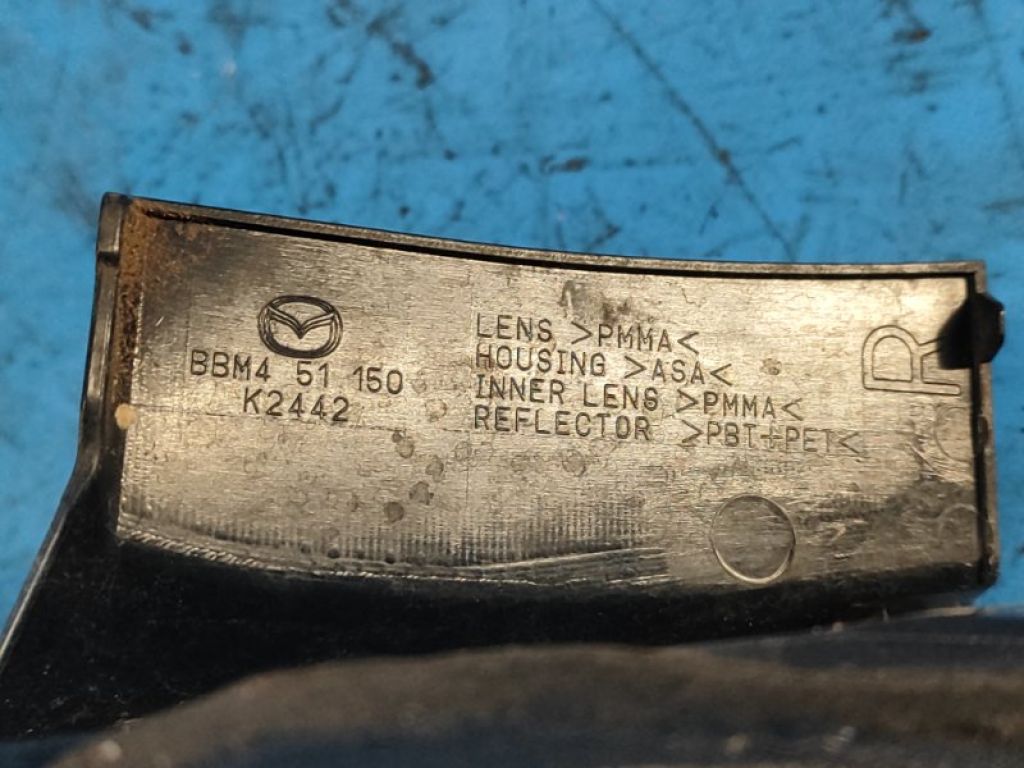 BBM4 51 150
K2442
LENS >PMMA<
HOUSING >ASA<
INNER LENS >PMMA<
REFLECTOR >PBT+PET<
R